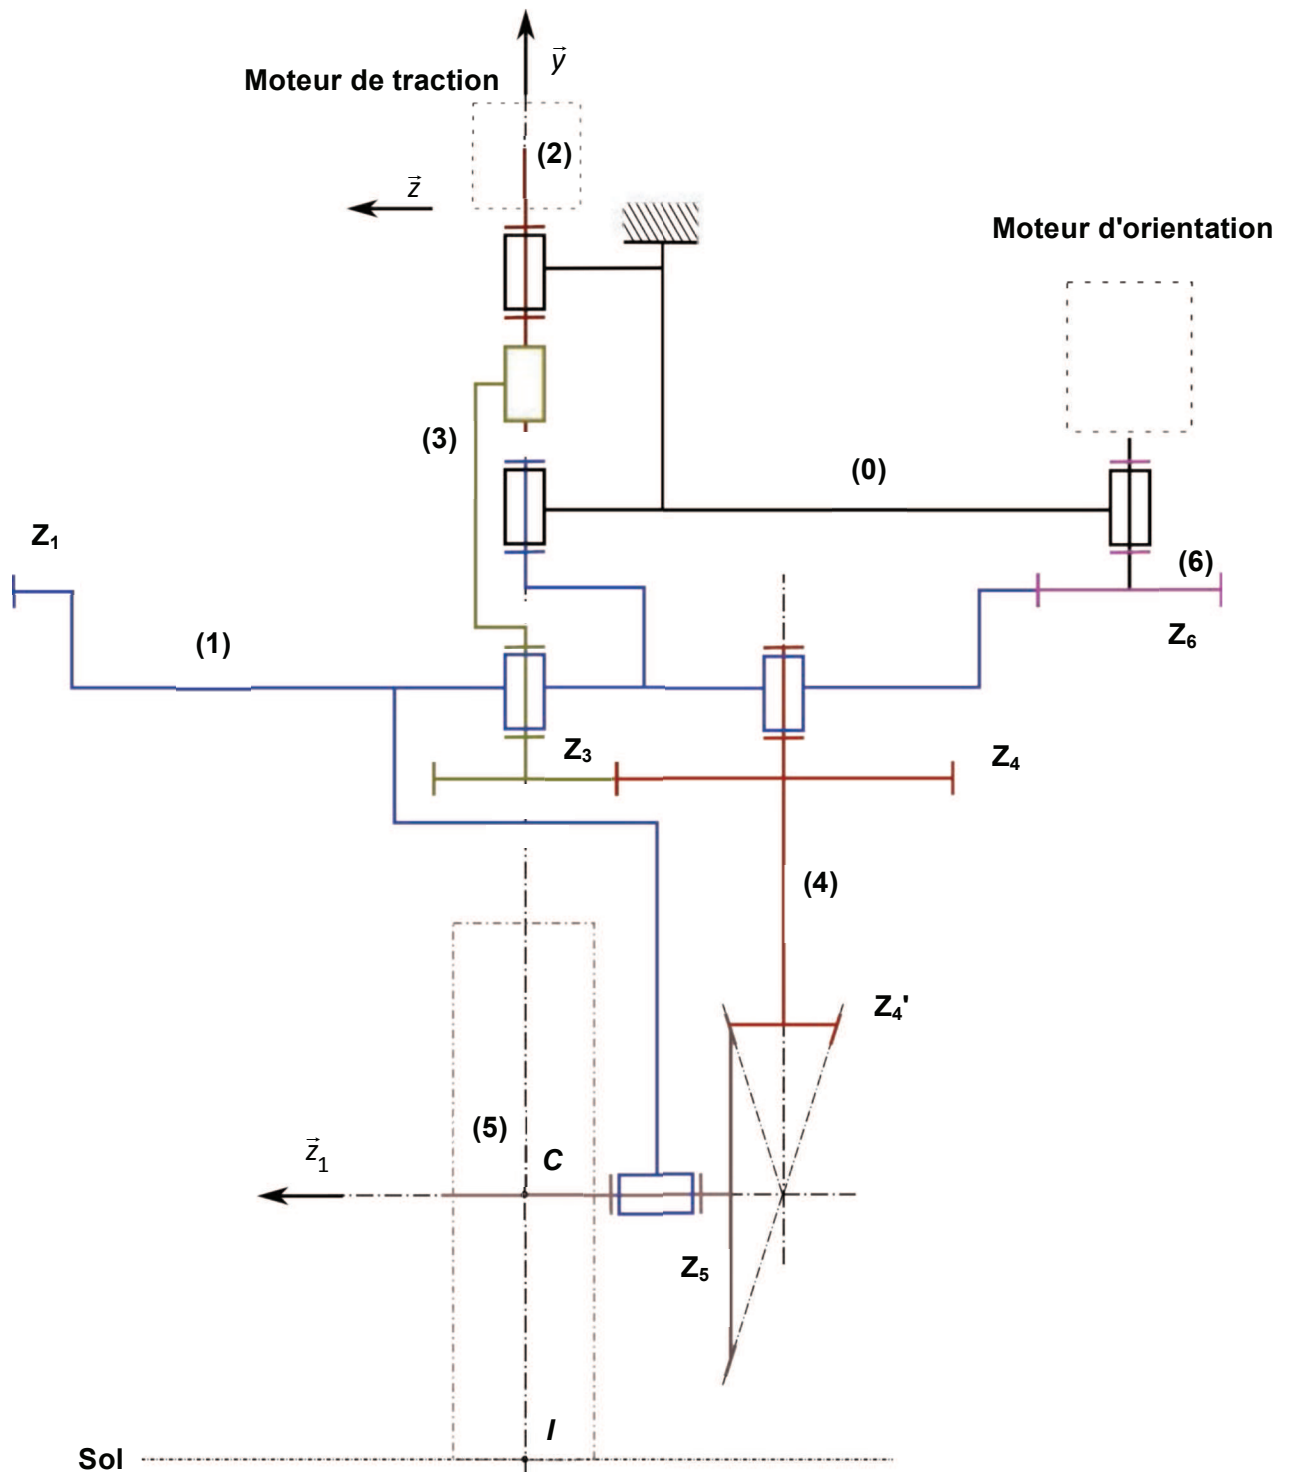 y⃗
Moteur de traction
(2)
z⃗
Moteur d'orientation
(3)
(0)
Z₁
(6)
(1)
Z₆
Z₃
Z₄
(4)
Z₄'
(5)
C
z⃗₁
Z₅
I
Sol